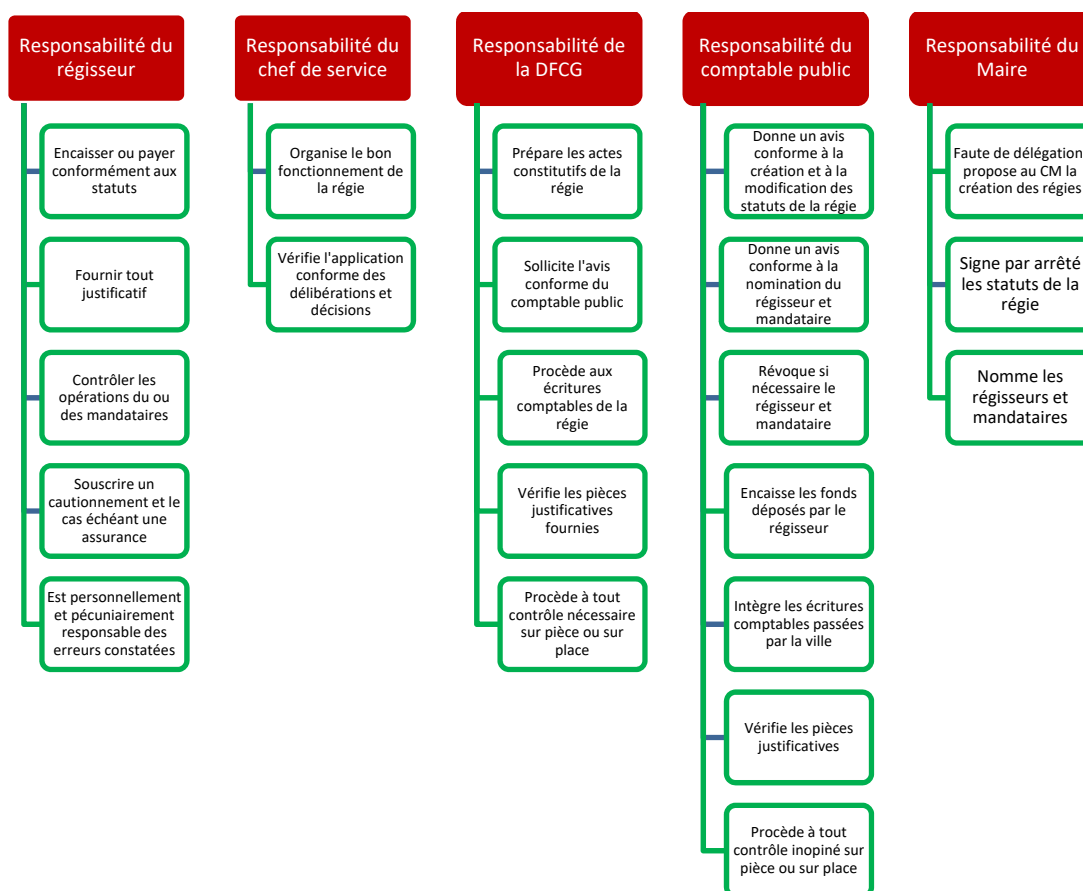 Responsabilité du
régisseur
Encaisser ou payer
conformément aux
statuts
Fournir tout
justificatif
Contrôler les
opérations du ou
des mandataires
Souscrire un
cautionnement et le
cas échéant une
assurance
Est personnellement
et pécuniairement
responsable des
erreurs constatées
Responsabilité du
chef de service
Organise le bon
fonctionnement de
la régie
Vérifie l'application
conforme des
délibérations et
décisions
Responsabilité de
la DFCG
Prépare les actes
constitutifs de la
régie
Sollicite l'avis
conforme du
comptable public
Procède aux
écritures
comptables de la
régie
Vérifie les pièces
justificatives
fournies
Procède à tout
contrôle nécessaire
sur pièce ou sur
place
Responsabilité du
comptable public
Donne un avis
conforme à la
création et à la
modification des
statuts de la régie
Donne un avis
conforme à la
nomination du
régisseur et
mandataire
Révoque si
nécessaire le
régisseur et
mandataire
Encaisse les fonds
déposés par le
régisseur
Intègre les écritures
comptables passées
par la ville
Vérifie les pièces
justificatives
Procède à tout
contrôle inopiné sur
pièce ou sur place
Responsabilité du
Maire
Faute de délégation
propose au CM la
création des régies
Signe par arrêté
les statuts de la
régie
Nomme les
régisseurs et
mandataires